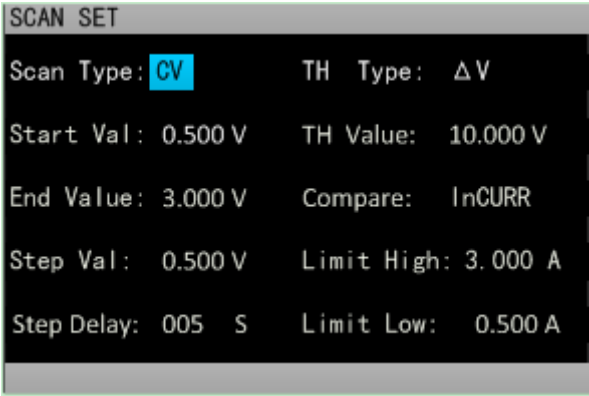 SCAN SET
Scan Type: CV TH Type: ΔV
Start Val: 0.500 V TH Value: 10.000 V
End Value: 3.000 V Compare: InCURR
Step Val: 0.500 V Limit High: 3.000 A
Step Delay: 005 S Limit Low: 0.500 A